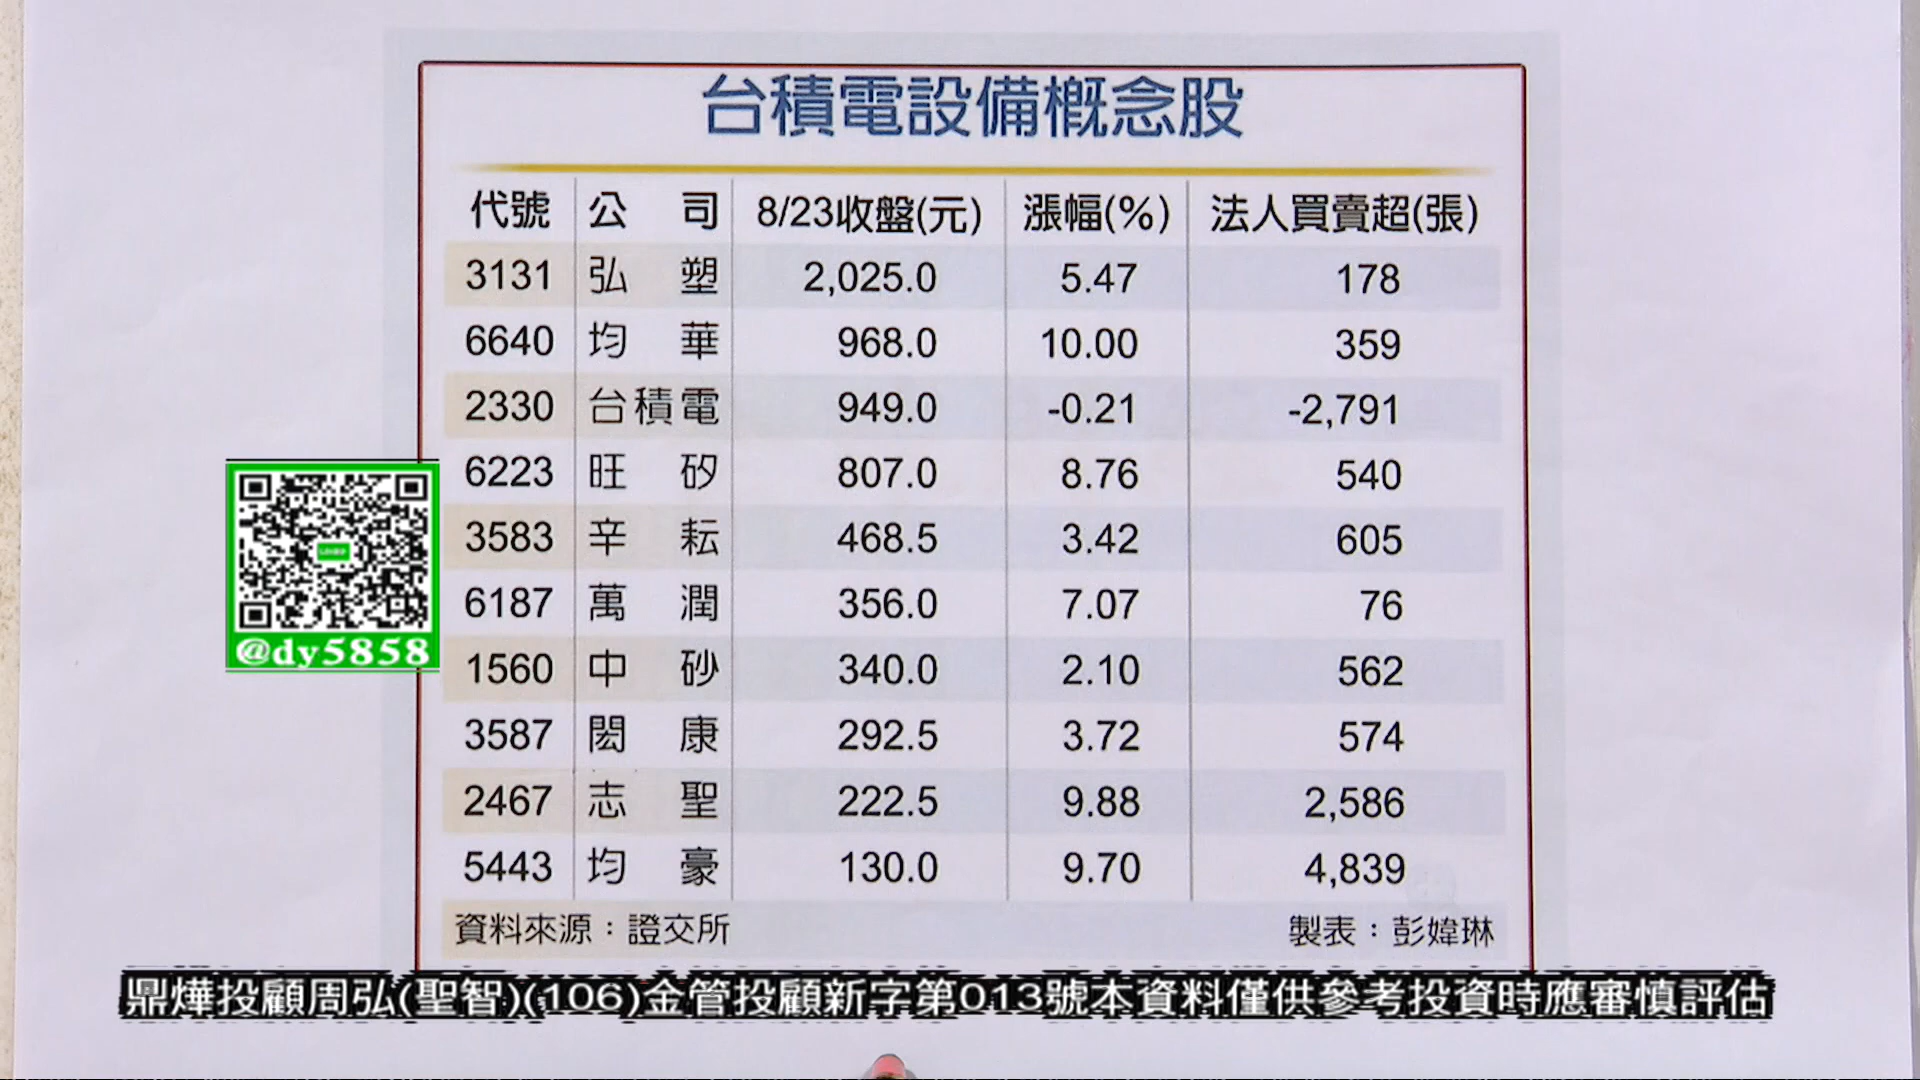 台積電設備概念股
代號 公司 8/23收盤(元) 漲幅(%) 法人買賣超(張)
3131 弘塑 2,025.0 5.47 178
6640 均華 968.0 10.00 359
2330 台積電 949.0 -0.21 -2,791
6223 旺矽 807.0 8.76 540
3583 辛耘 468.5 3.42 605
6187 萬潤 356.0 7.07 76
1560 中砂 340.0 2.10 562
3587 閎康 292.5 3.72 574
2467 志聖 222.5 9.88 2,586
5443 均豪 130.0 9.70 4,839
資料來源：證交所 製表：彭媁琳
@dy5858
鼎燁投顧周弘(聖智)(106)金管投顧新字第013號本資料僅供參考投資時應審慎評估